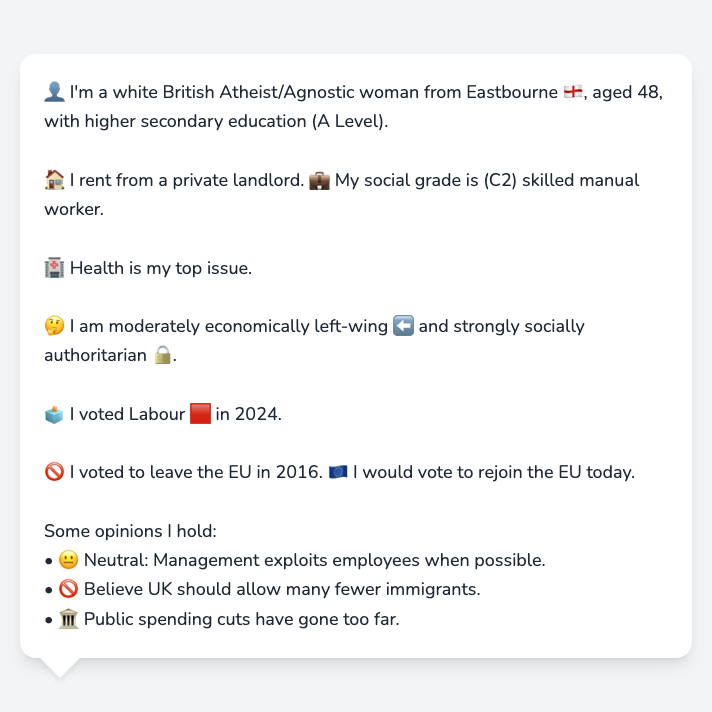 👤 I'm a white British Atheist/Agnostic woman from Eastbourne 🏴󠁧󠁢󠁥󠁮󠁧󠁿, aged 48,
with higher secondary education (A Level).
🏠 I rent from a private landlord. 💼 My social grade is (C2) skilled manual
worker.
🏥 Health is my top issue.
🤔 I am moderately economically left-wing ⬅️ and strongly socially
authoritarian 🔒.
🗳️ I voted Labour 🟥 in 2024.
🚫 I voted to leave the EU in 2016. 🇪🇺 I would vote to rejoin the EU today.
Some opinions I hold:
• 😐 Neutral: Management exploits employees when possible.
• 🚫 Believe UK should allow many fewer immigrants.
• 🏛️ Public spending cuts have gone too far.